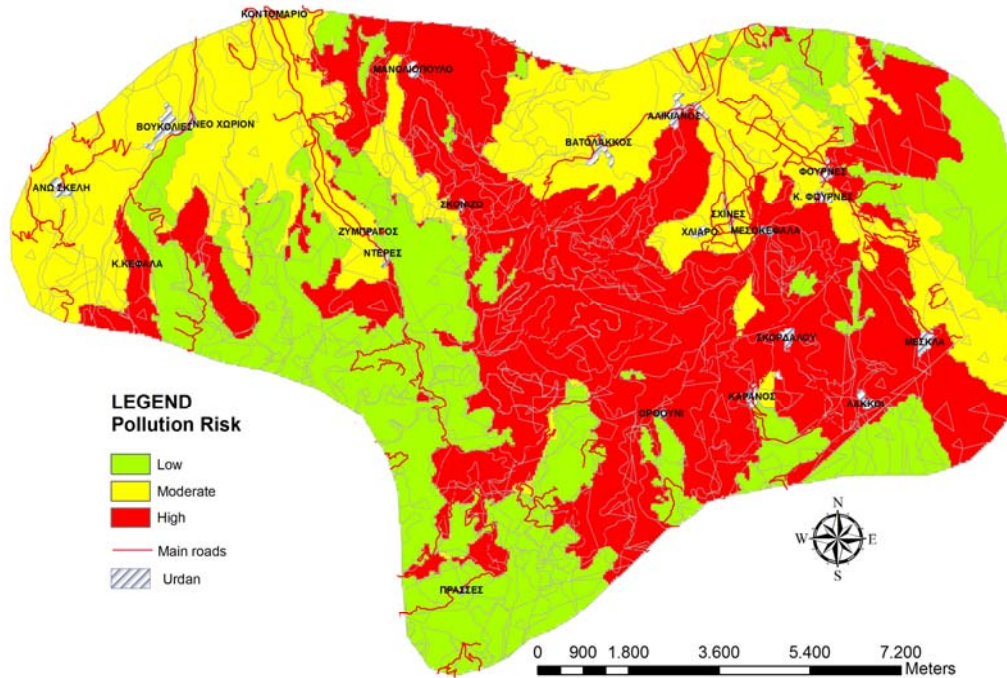 ΚΟΝΤΟΜΑΡΙΟ
ΜΑΝΟΛΙΟΠΟΥΛΟ
ΒΟΥΚΟΛΙΕΣ
ΝΕΟ ΧΩΡΙΟΝ
ΑΛΙΚΙΑΝΟΣ
ΒΑΤΟΛΑΚΚΟΣ
ΦΟΥΡΝΕΣ
ΑΝΩ ΣΚΕΛΗ
Κ. ΦΟΥΡΝΕΣ
ΣΚΟΝΙΖΟ
ΣΧΙΝΕΣ
ΖΥΜΠΡΑΓΟΣ
ΧΛΙΑΡΟ
ΜΕΣΟΚΕΦΑΛΑ
ΝΤΕΡΕΣ
Κ.ΚΕΦΑΛΑ
ΣΚΟΡΔΑΛΟΥ
ΜΕΣΚΛΑ
ΚΑΡΑΝΟΣ
ΛΑΚΚΟΙ
ΟΡΘΟΥΝΙ
ΠΡΑΣΣΕΣ
LEGEND
Pollution Risk
Low
Moderate
High
Main roads
Urdan
N
W E
S
0 900 1.800 3.600 5.400 7.200
Meters